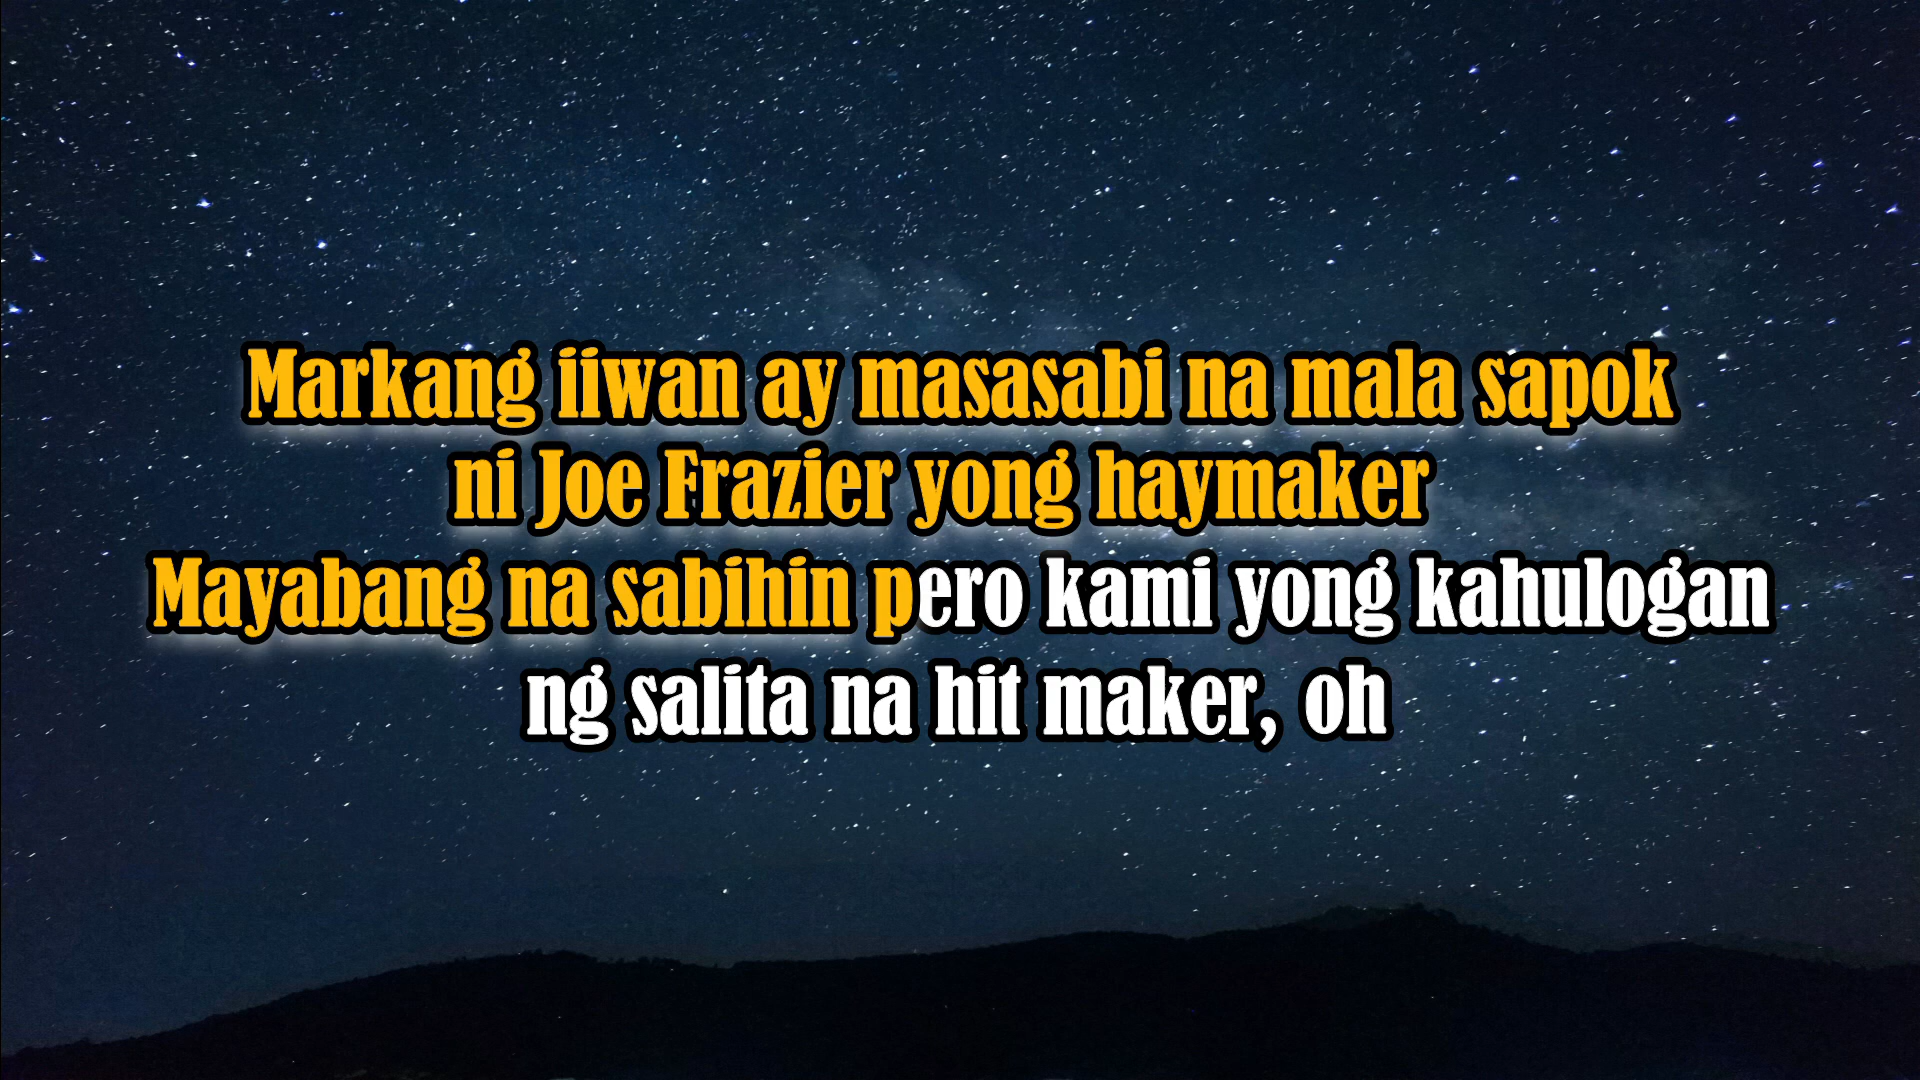 Markang iiwan ay masasabi na mala sapok
ni Joe Frazier yong haymaker
Mayabang na sabihin pero kami yong kahulogan
ng salita na hit maker, oh